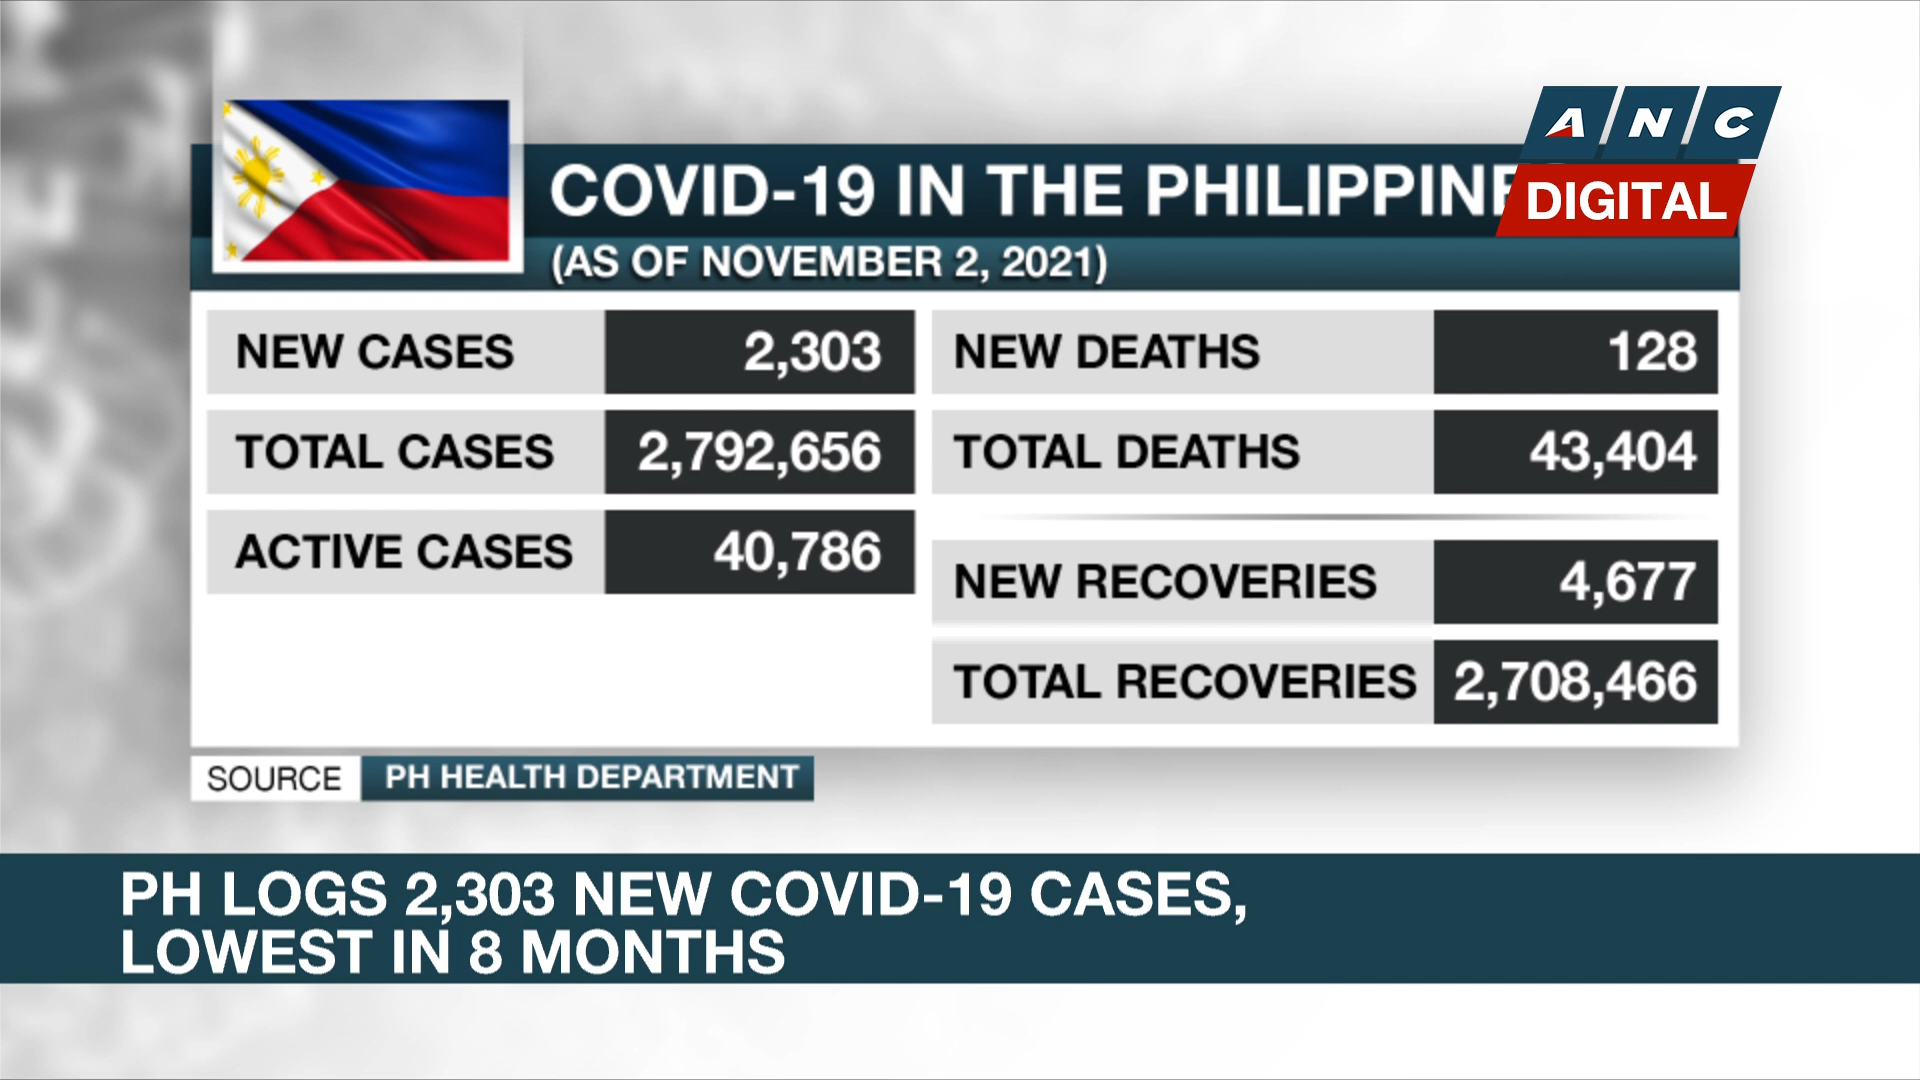 ANC
DIGITAL
COVID-19 IN THE
(AS OF NOVEMBER 2, 2021)
NEW CASES 2,303
TOTAL CASES 2,792,656
ACTIVE CASES 40,786
NEW DEATHS 128
TOTAL DEATHS 43,404
NEW RECOVERIES 4,677
TOTAL RECOVERIES 2,708,466
SOURCE PH HEALTH DEPARTMENT
PH LOGS 2,303 NEW COVID-19 CASES,
LOWEST IN 8 MONTHS